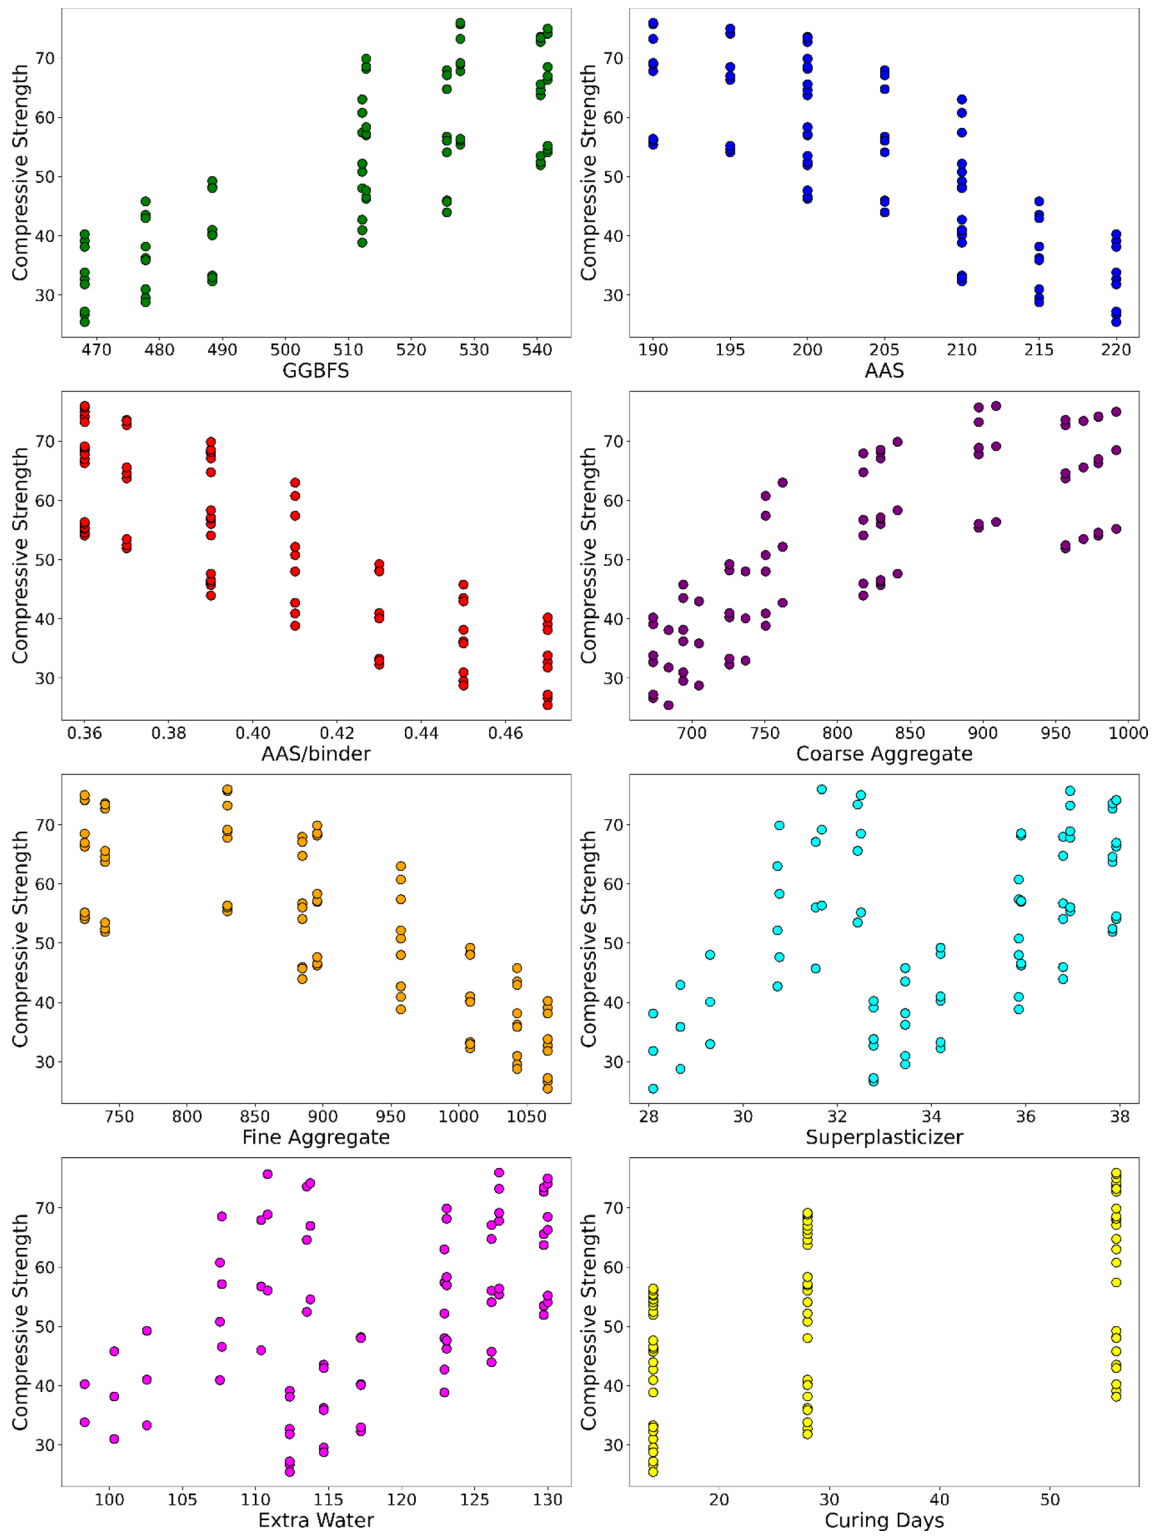 Compressive Strength
70
60
50
40
30
470 480 490 500 510 520 530 540
GGBFS
Compressive Strength
70
60
50
40
30
190 195 200 205 210 215 220
AAS
Compressive Strength
70
60
50
40
30
0.36 0.38 0.40 0.42 0.44 0.46
AAS/binder
Compressive Strength
70
60
50
40
30
700 750 800 850 900 950 1000
Coarse Aggregate
Compressive Strength
70
60
50
40
30
750 800 850 900 950 1000 1050
Fine Aggregate
Compressive Strength
70
60
50
40
30
28 30 32 34 36 38
Superplasticizer
Compressive Strength
70
60
50
40
30
100 105 110 115 120 125 130
Extra Water
Compressive Strength
70
60
50
40
30
20 30 40 50
Curing Days